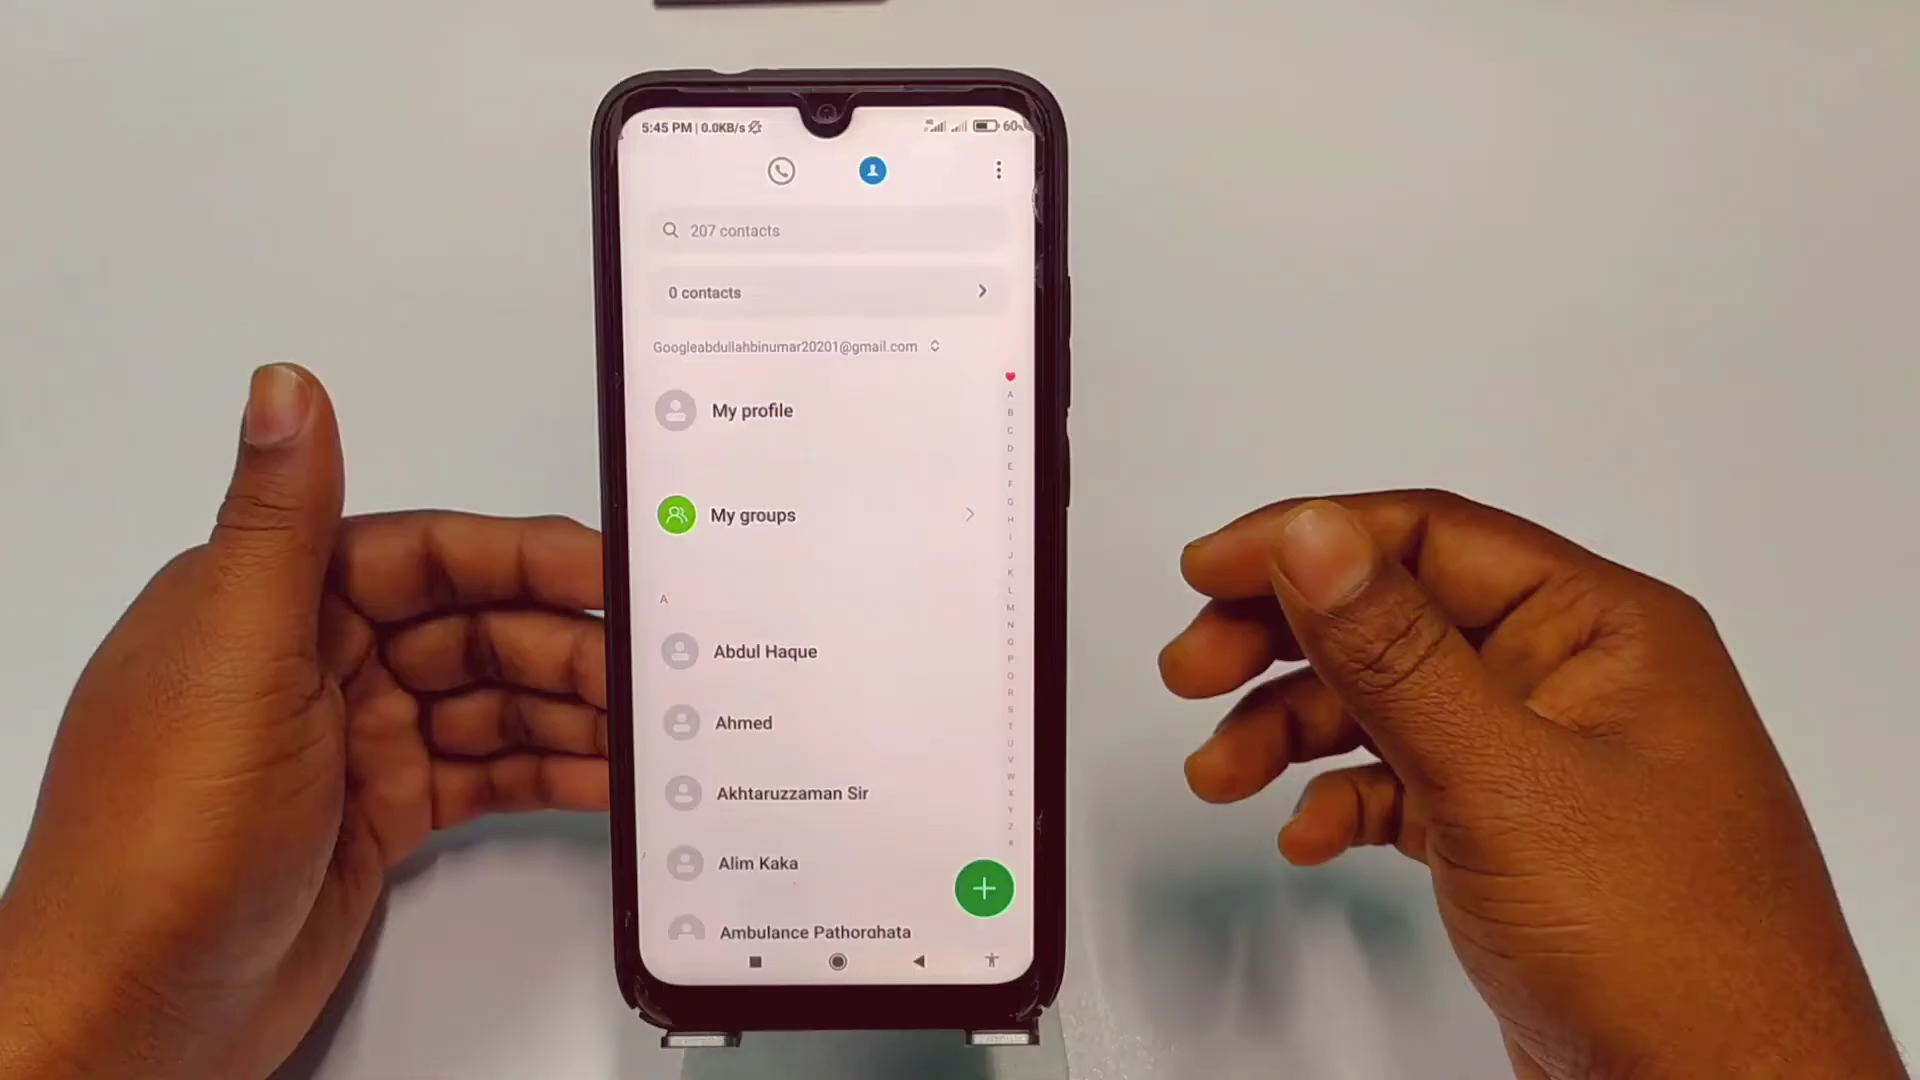 5:45 PM | 0.0KB/s
4G
60%
207 contacts
0 contacts
Googleabdullahbinumar20201@gmail.com
My profile
My groups
A
Abdul Haque
Ahmed
Akhtaruzzaman Sir
Alim Kaka
Ambulance Pathorghata
A
B
C
D
E
F
G
H
I
J
K
L
M
N
O
P
Q
R
S
T
U
V
W
X
Y
Z
#